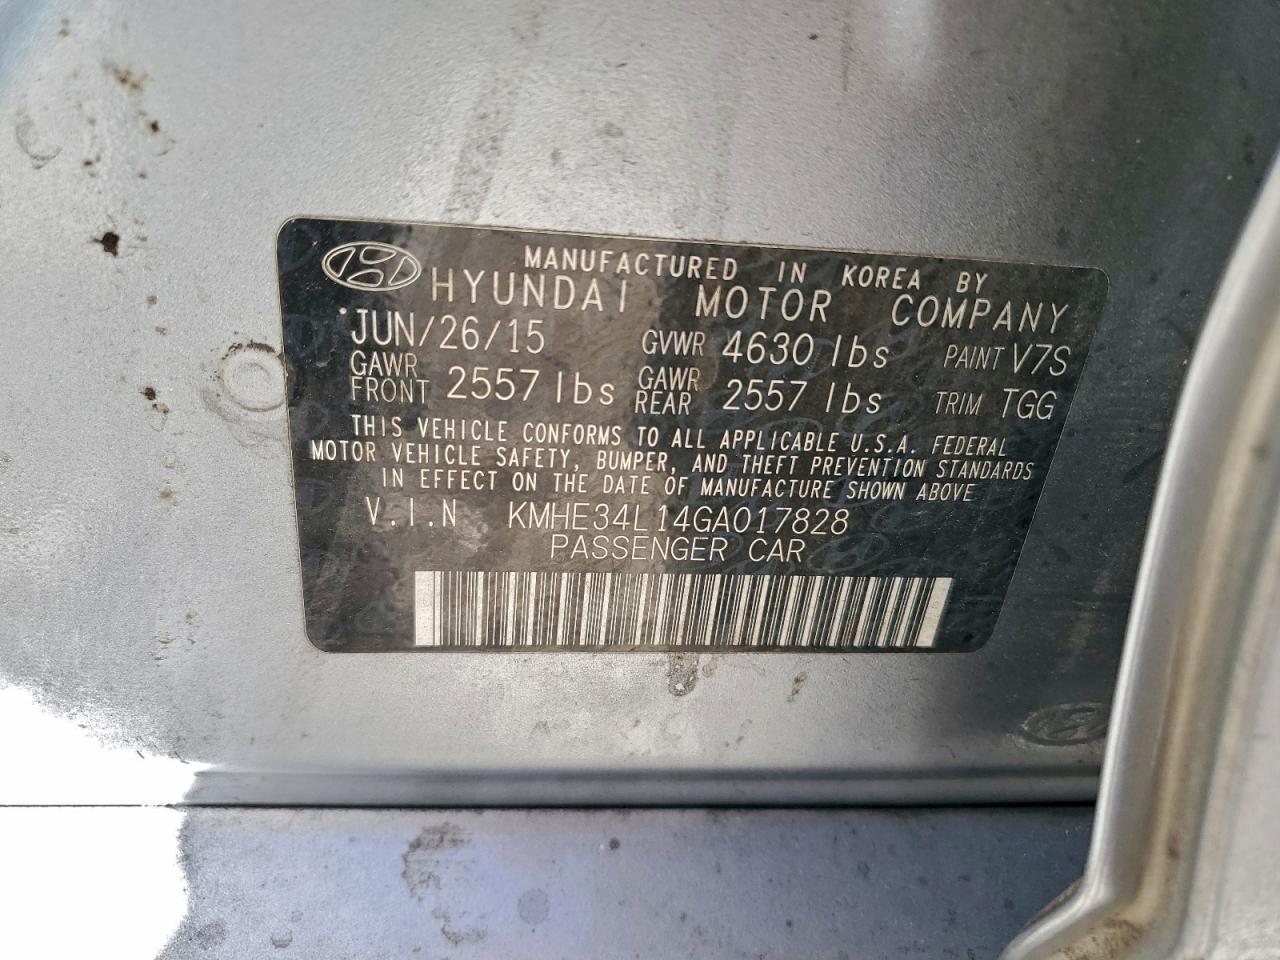 MANUFACTURED IN KOREA BY
HYUNDAI MOTOR COMPANY
JUN/26/15 GVWR 4630 lbs PAINT V7S
GAWR FRONT 2557 lbs GAWR REAR 2557 lbs TRIM TGG
THIS VEHICLE CONFORMS TO ALL APPLICABLE U.S.A. FEDERAL
MOTOR VEHICLE SAFETY, BUMPER, AND THEFT PREVENTION STANDARDS
IN EFFECT ON THE DATE OF MANUFACTURE SHOWN ABOVE
V.I.N KMHE34L14GA017828
PASSENGER CAR